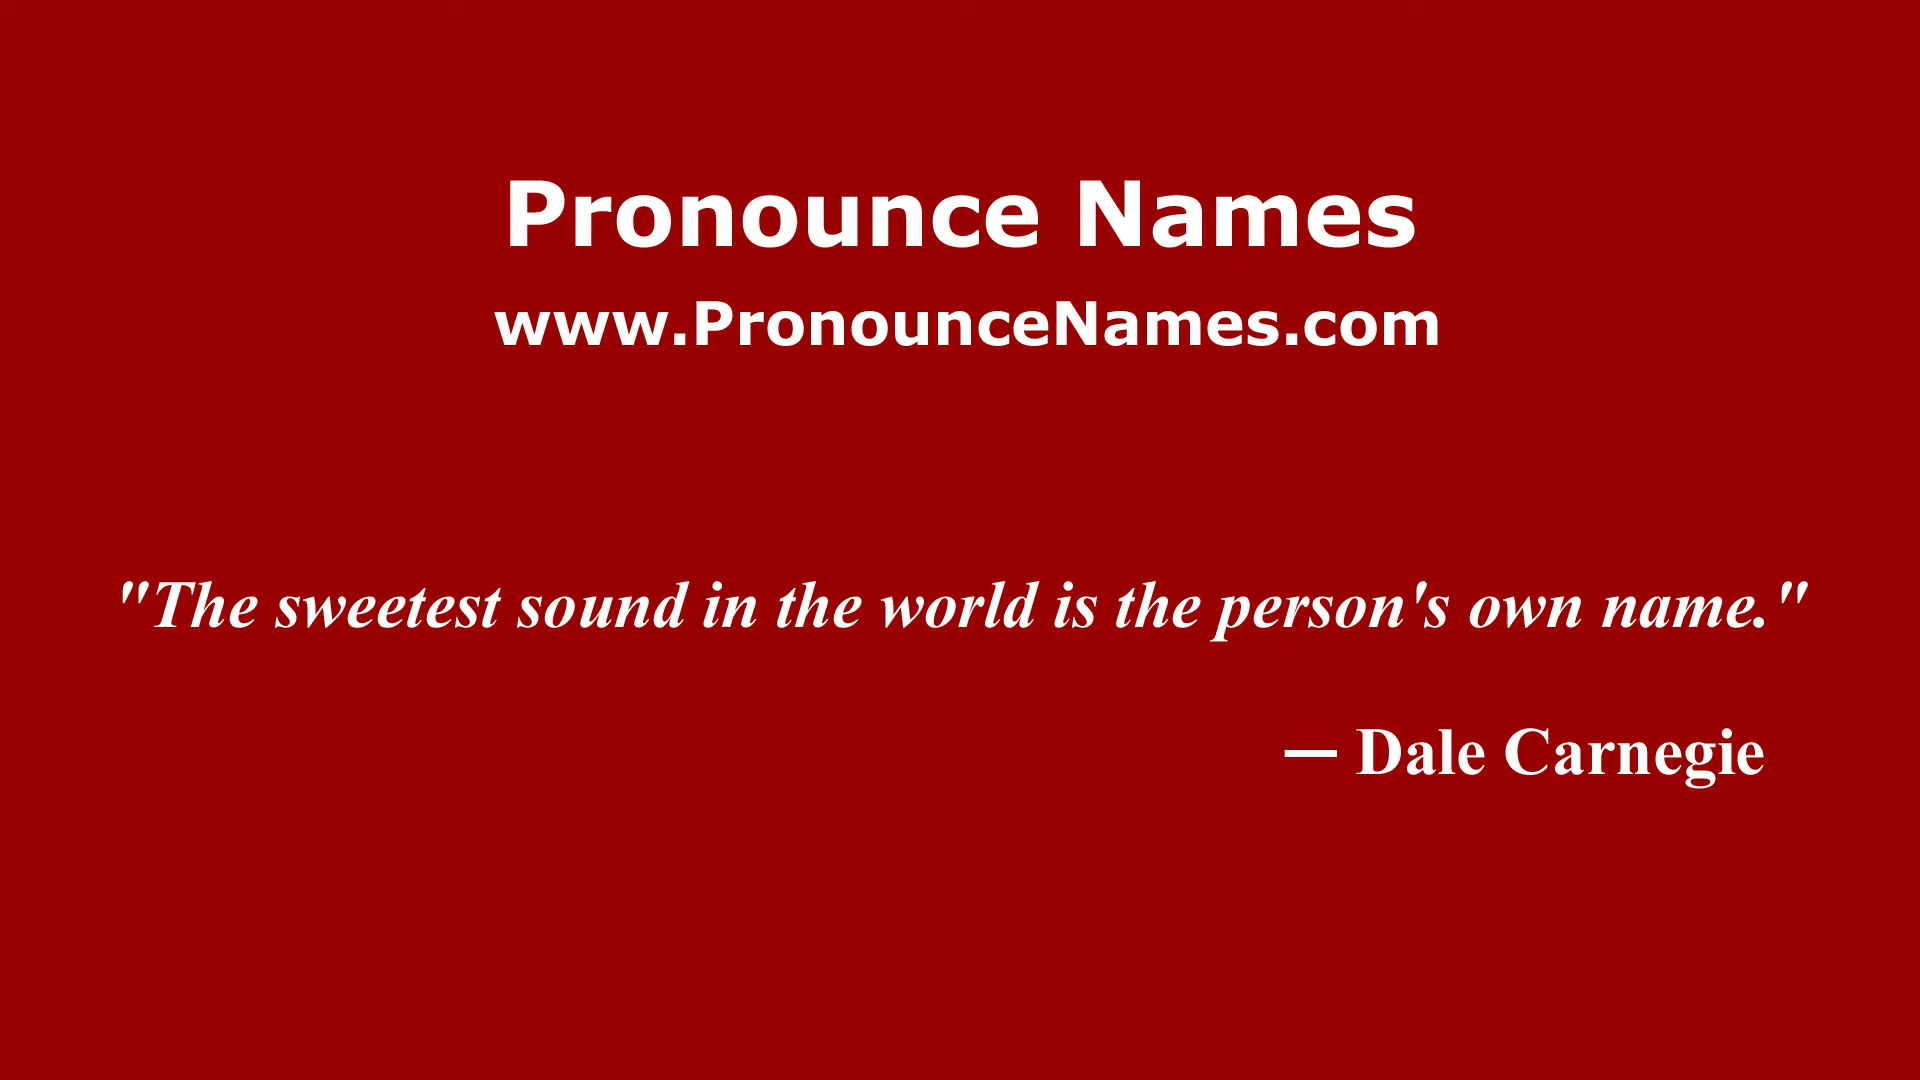 Pronounce Names
www.PronounceNames.com
"The sweetest sound in the world is the person's own name."
— Dale Carnegie